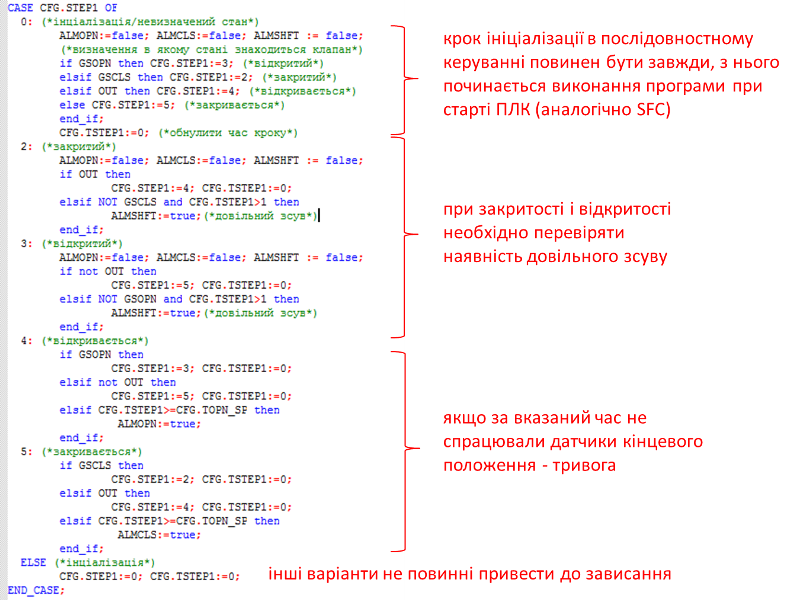 CASE CFG.STEP1 OF
0: (*інціалізація/невизначений стан*)
ALMOPN:=false; ALMCLS:=false; ALMSHFT := false;
(*визначення в якому стані знаходиться клапан*)
if GSOPN then CFG.STEP1:=3; (*відкритий*)
elsif GSCLS then CFG.STEP1:=2; (*закритий*)
elsif OUT then CFG.STEP1:=4; (*відкривається*)
else CFG.STEP1:=5; (*закривається*)
end_if;
CFG.TSTEP1:=0; (*обнулити час кроку*)
2: (*закритий*)
ALMOPN:=false; ALMCLS:=false; ALMSHFT := false;
if OUT then
CFG.STEP1:=4; CFG.TSTEP1:=0;
elsif NOT GSCLS and CFG.TSTEP1>1 then
ALMSHFT:=true;(*довільний зсув*)
end_if;
3: (*відкритий*)
ALMOPN:=false; ALMCLS:=false; ALMSHFT := false;
if not OUT then
CFG.STEP1:=5; CFG.TSTEP1:=0;
elsif NOT GSOPN and CFG.TSTEP1>1 then
ALMSHFT:=true;(*довільний зсув*)
end_if;
4: (*відкривається*)
if GSOPN then
CFG.STEP1:=3; CFG.TSTEP1:=0;
elsif not OUT then
CFG.STEP1:=5; CFG.TSTEP1:=0;
elsif CFG.TSTEP1>=CFG.TOPN_SP then
ALMOPN:=true;
end_if;
5: (*закривається*)
if GSCLS then
CFG.STEP1:=2; CFG.TSTEP1:=0;
elsif OUT then
CFG.STEP1:=4; CFG.TSTEP1:=0;
elsif CFG.TSTEP1>=CFG.TOPN_SP then
ALMCLS:=true;
end_if;
ELSE (*інціалізація*)
CFG.STEP1:=0; CFG.TSTEP1:=0;
END_CASE;
крок ініціалізації в послідовностному
керуванні повинен бути завжди, з нього
починається виконання програми при
старті ПЛК (аналогічно SFC)
при закритості і відкритості
необхідно перевіряти
наявність довільного зсуву
якщо за вказаний час не
спрацювали датчики кінцевого
положення - тривога
інші варіанти не повинні привести до зависання